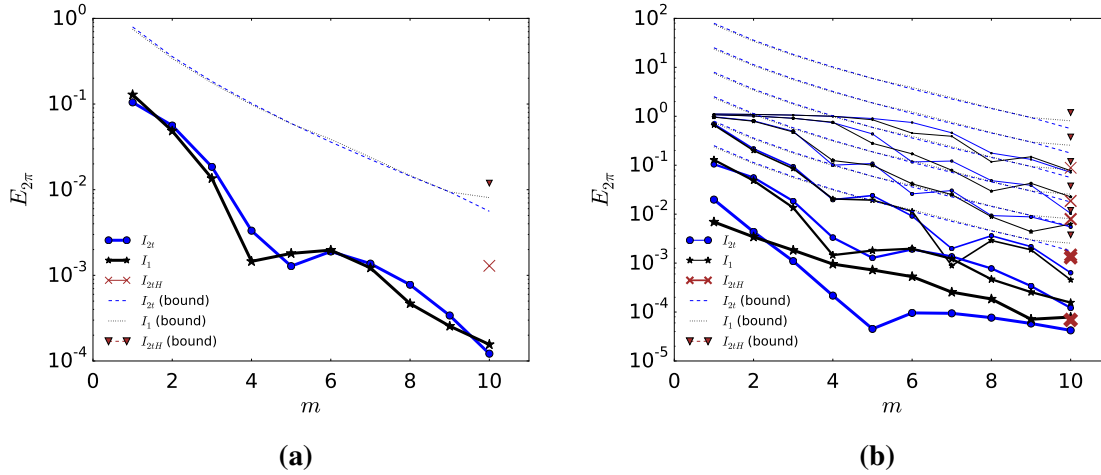 10^0
10^-1
10^-2
10^-3
10^-4
E_{2π}
0 2 4 6 8 10
m
I_{2t}
I_1
I_{2tH}
I_{2t} (bound)
I_1 (bound)
I_{2tH} (bound)
(a)
10^2
10^1
10^0
10^-1
10^-2
10^-3
10^-4
10^-5
E_{2π}
0 2 4 6 8 10
m
I_{2t}
I_1
I_{2tH}
I_{2t} (bound)
I_1 (bound)
I_{2tH} (bound)
(b)